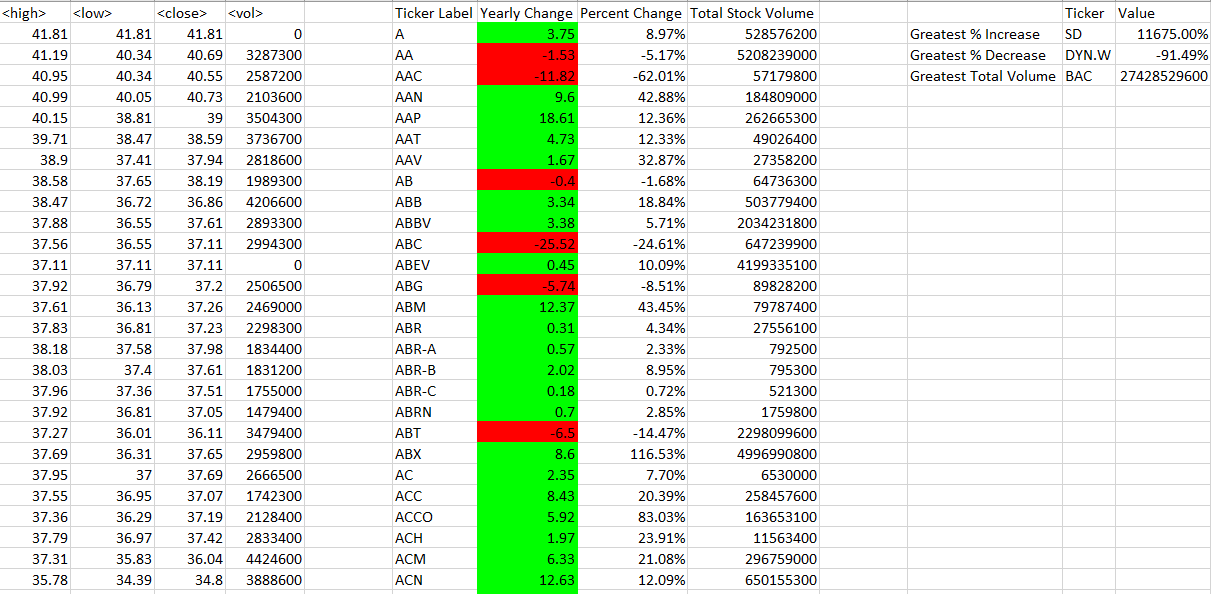 <high> <low> <close> <vol> Ticker Label Yearly Change Percent Change Total Stock Volume Ticker Value
41.81 41.81 41.81 0 A 3.75 8.97% 528576200 Greatest % Increase SD 11675.00%
41.19 40.34 40.69 3287300 AA -1.53 -5.17% 5208239000 Greatest % Decrease DYN.W -91.49%
40.95 40.34 40.55 2587200 AAC -11.82 -62.01% 57179800 Greatest Total Volume BAC 27428529600
40.99 40.05 40.73 2103600 AAN 9.6 42.88% 184809000
40.15 38.81 39 3504300 AAP 18.61 12.36% 262665300
39.71 38.47 38.59 3736700 AAT 4.73 12.33% 49026400
38.9 37.41 37.94 2818600 AAV 1.67 32.87% 27358200
38.58 37.65 38.19 1989300 AB -0.4 -1.68% 64736300
38.47 36.72 36.86 4206600 ABB 3.34 18.84% 503779400
37.88 36.55 37.61 2893300 ABBV 3.38 5.71% 2034231800
37.56 36.55 37.11 2994300 ABC -25.52 -24.61% 647239900
37.11 37.11 37.11 0 ABEV 0.45 10.09% 4199335100
37.92 36.79 37.2 2506500 ABG -5.74 -8.51% 89828200
37.61 36.13 37.26 2469000 ABM 12.37 43.45% 79787400
37.83 36.81 37.23 2298300 ABR 0.31 4.34% 27556100
38.18 37.58 37.98 1834400 ABR-A 0.57 2.33% 792500
38.03 37.4 37.61 1831200 ABR-B 2.02 8.95% 795300
37.96 37.36 37.51 1755000 ABR-C 0.18 0.72% 521300
37.92 36.81 37.05 1479400 ABRN 0.7 2.85% 1759800
37.27 36.01 36.11 3479400 ABT -6.5 -14.47% 2298099600
37.69 36.31 37.65 2959800 ABX 8.6 116.53% 4996990800
37.95 37 37.69 2666500 AC 2.35 7.70% 6530000
37.55 36.95 37.07 1742300 ACC 8.43 20.39% 258457600
37.36 36.29 37.19 2128400 ACCO 5.92 83.03% 163653100
37.79 36.97 37.42 2833400 ACH 1.97 23.91% 11563400
37.31 35.83 36.04 4424600 ACM 6.33 21.08% 296759000
35.78 34.39 34.8 3888600 ACN 12.63 12.09% 650155300